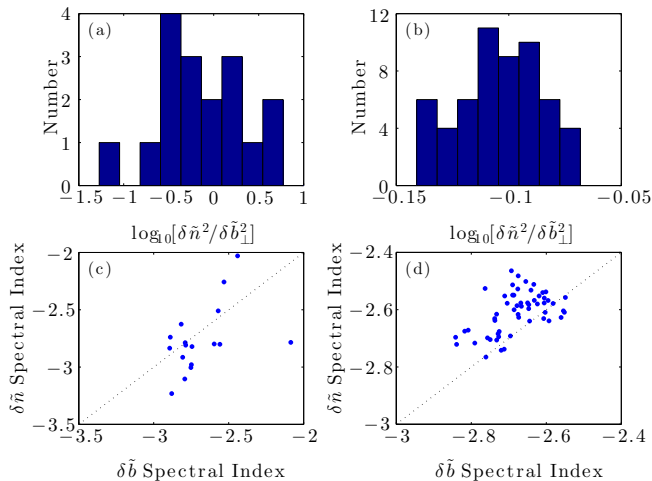 (a)
Number
4
3
2
1
0
−1.5 −1 −0.5 0 0.5 1
log₁₀[δñ²/δb̃²⊥]
(b)
Number
12
8
4
0
−0.15 −0.1 −0.05
log₁₀[δñ²/δb̃²⊥]
(c)
δñ Spectral Index
−2
−2.5
−3
−3.5
−3.5 −3 −2.5 −2
δb̃ Spectral Index
(d)
δñ Spectral Index
−2.4
−2.6
−2.8
−3
−3 −2.8 −2.6 −2.4
δb̃ Spectral Index